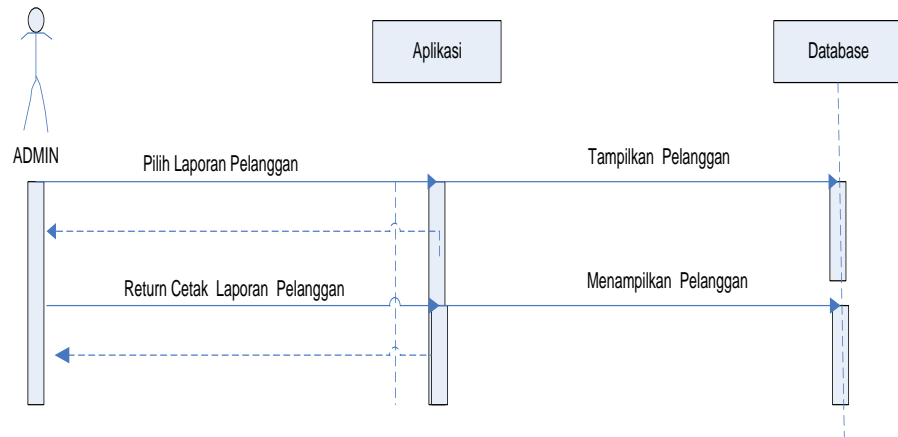 Aplikasi
Database
ADMIN
Pilih Laporan Pelanggan
Tampilkan Pelanggan
Return Cetak Laporan Pelanggan
Menampilkan Pelanggan